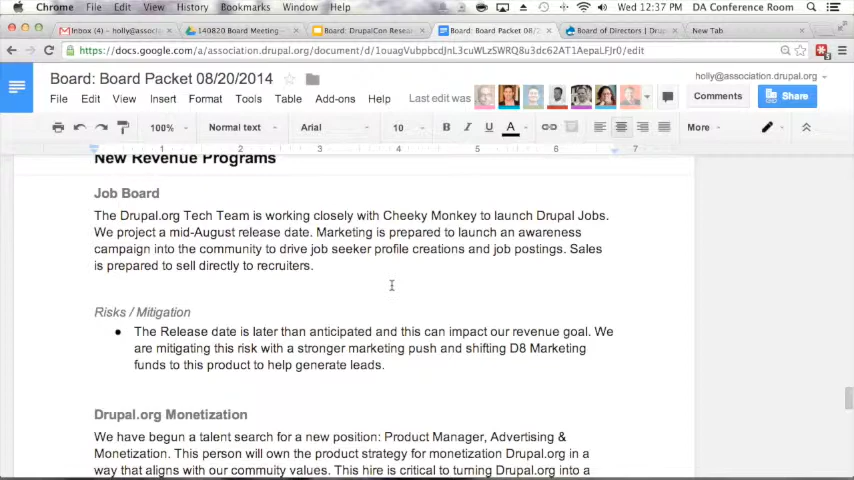 Chrome File Edit View History Bookmarks Window Help Wed 12:37 PM DA Conference Room
Inbox (4) - holly@assoc
140820 Board Meeting
Board: DrupalCon Resea
Board: Board Packet 08/2
Board of Directors | Dru
New Tab
https://docs.google.com/a/association.drupal.org/document/d/1ouagVubpbcdJnL3cuWLzSWRQ8u3dc62AT1AepaLFJr0/edit
Board: Board Packet 08/20/2014
holly@association.drupal.org
File Edit View Insert Format Tools Table Add-ons Help Last edit was
Comments
Share
100% Normal text Arial 10 B I U A More
1 2 3 4 5 6 7
New Revenue Programs
Job Board
The Drupal.org Tech Team is working closely with Cheeky Monkey to launch Drupal Jobs.
We project a mid-August release date. Marketing is prepared to launch an awareness
campaign into the community to drive job seeker profile creations and job postings. Sales
is prepared to sell directly to recruiters.
Risks / Mitigation
● The Release date is later than anticipated and this can impact our revenue goal. We
are mitigating this risk with a stronger marketing push and shifting D8 Marketing
funds to this product to help generate leads.
Drupal.org Monetization
We have begun a talent search for a new position: Product Manager, Advertising &
Monetization. This person will own the product strategy for monetization Drupal.org in a
way that aligns with our commuity values. This hire is critical to turning Drupal.org into a